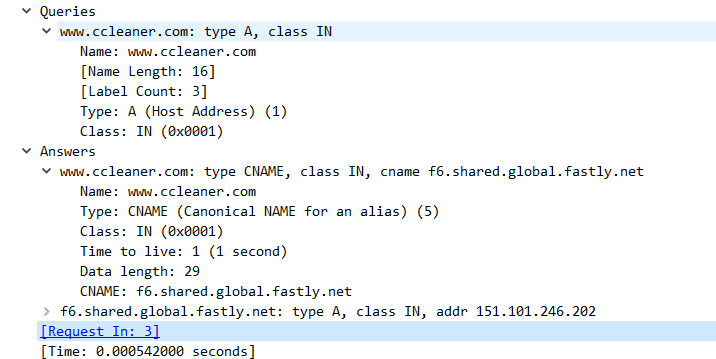 Queries
www.ccleaner.com: type A, class IN
Name: www.ccleaner.com
[Name Length: 16]
[Label Count: 3]
Type: A (Host Address) (1)
Class: IN (0x0001)
Answers
www.ccleaner.com: type CNAME, class IN, cname f6.shared.global.fastly.net
Name: www.ccleaner.com
Type: CNAME (Canonical NAME for an alias) (5)
Class: IN (0x0001)
Time to live: 1 (1 second)
Data length: 29
CNAME: f6.shared.global.fastly.net
f6.shared.global.fastly.net: type A, class IN, addr 151.101.246.202
[Request In: 3]
[Time: 0.000542000 seconds]